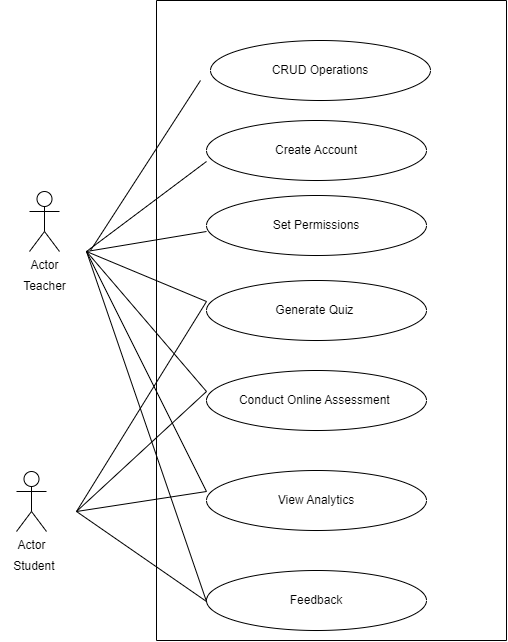 CRUD Operations
Create Account
Set Permissions
Actor
Teacher
Generate Quiz
Conduct Online Assessment
View Analytics
Actor
Student
Feedback